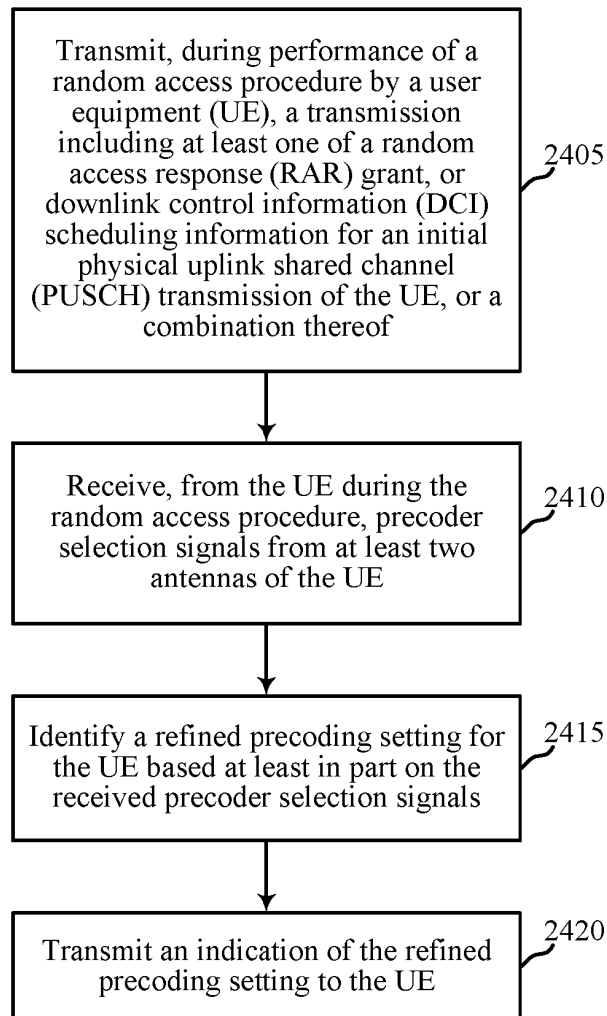 Transmit, during performance of a
random access procedure by a user
equipment (UE), a transmission
including at least one of a random
access response (RAR) grant, or
downlink control information (DCI)
scheduling information for an initial
physical uplink shared channel
(PUSCH) transmission of the UE, or a
combination thereof
2405
Receive, from the UE during the
random access procedure, precoder
selection signals from at least two
antennas of the UE
2410
Identify a refined precoding setting for
the UE based at least in part on the
received precoder selection signals
2415
Transmit an indication of the refined
precoding setting to the UE
2420